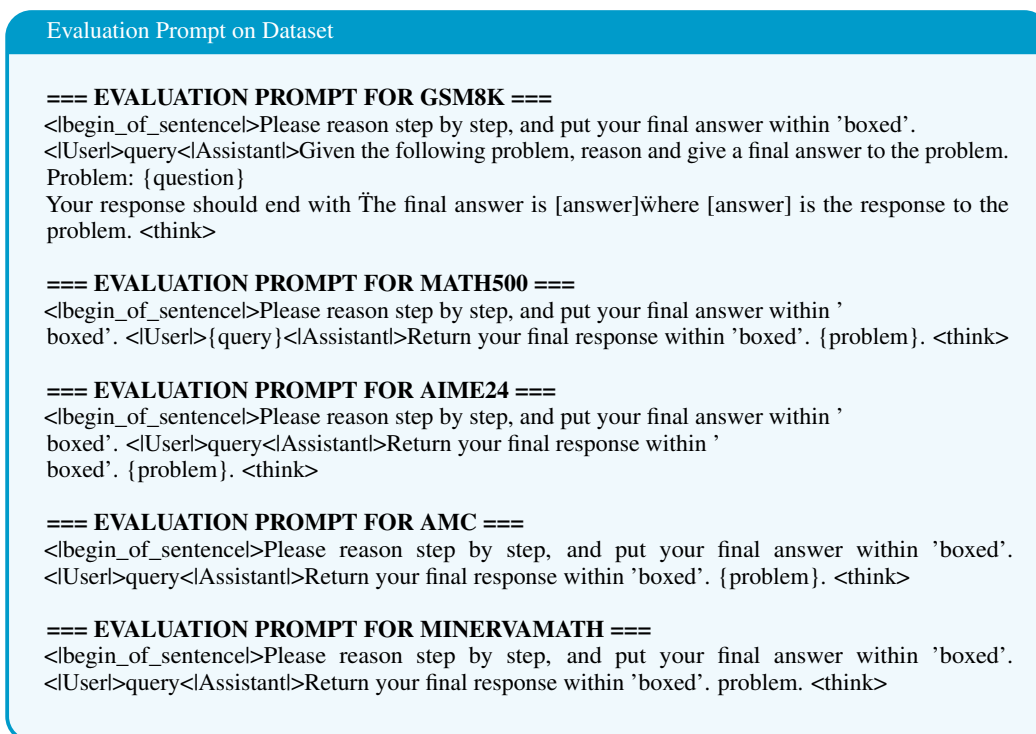 Evaluation Prompt on Dataset
=== EVALUATION PROMPT FOR GSM8K ===
<|begin_of_sentence|>Please reason step by step, and put your final answer within ’boxed’.
<|User|>query<|Assistant|>Given the following problem, reason and give a final answer to the problem.
Problem: {question}
Your response should end with T̈he final answer is [answer]ẅhere [answer] is the response to the
problem. <think>
=== EVALUATION PROMPT FOR MATH500 ===
<|begin_of_sentence|>Please reason step by step, and put your final answer within ’
boxed’. <|User|>{query}<|Assistant|>Return your final response within ’boxed’. {problem}. <think>
=== EVALUATION PROMPT FOR AIME24 ===
<|begin_of_sentence|>Please reason step by step, and put your final answer within ’
boxed’. <|User|>query<|Assistant|>Return your final response within ’
boxed’. {problem}. <think>
=== EVALUATION PROMPT FOR AMC ===
<|begin_of_sentence|>Please reason step by step, and put your final answer within ’boxed’.
<|User|>query<|Assistant|>Return your final response within ’boxed’. {problem}. <think>
=== EVALUATION PROMPT FOR MINERVAMATH ===
<|begin_of_sentence|>Please reason step by step, and put your final answer within ’boxed’.
<|User|>query<|Assistant|>Return your final response within ’boxed’. problem. <think>